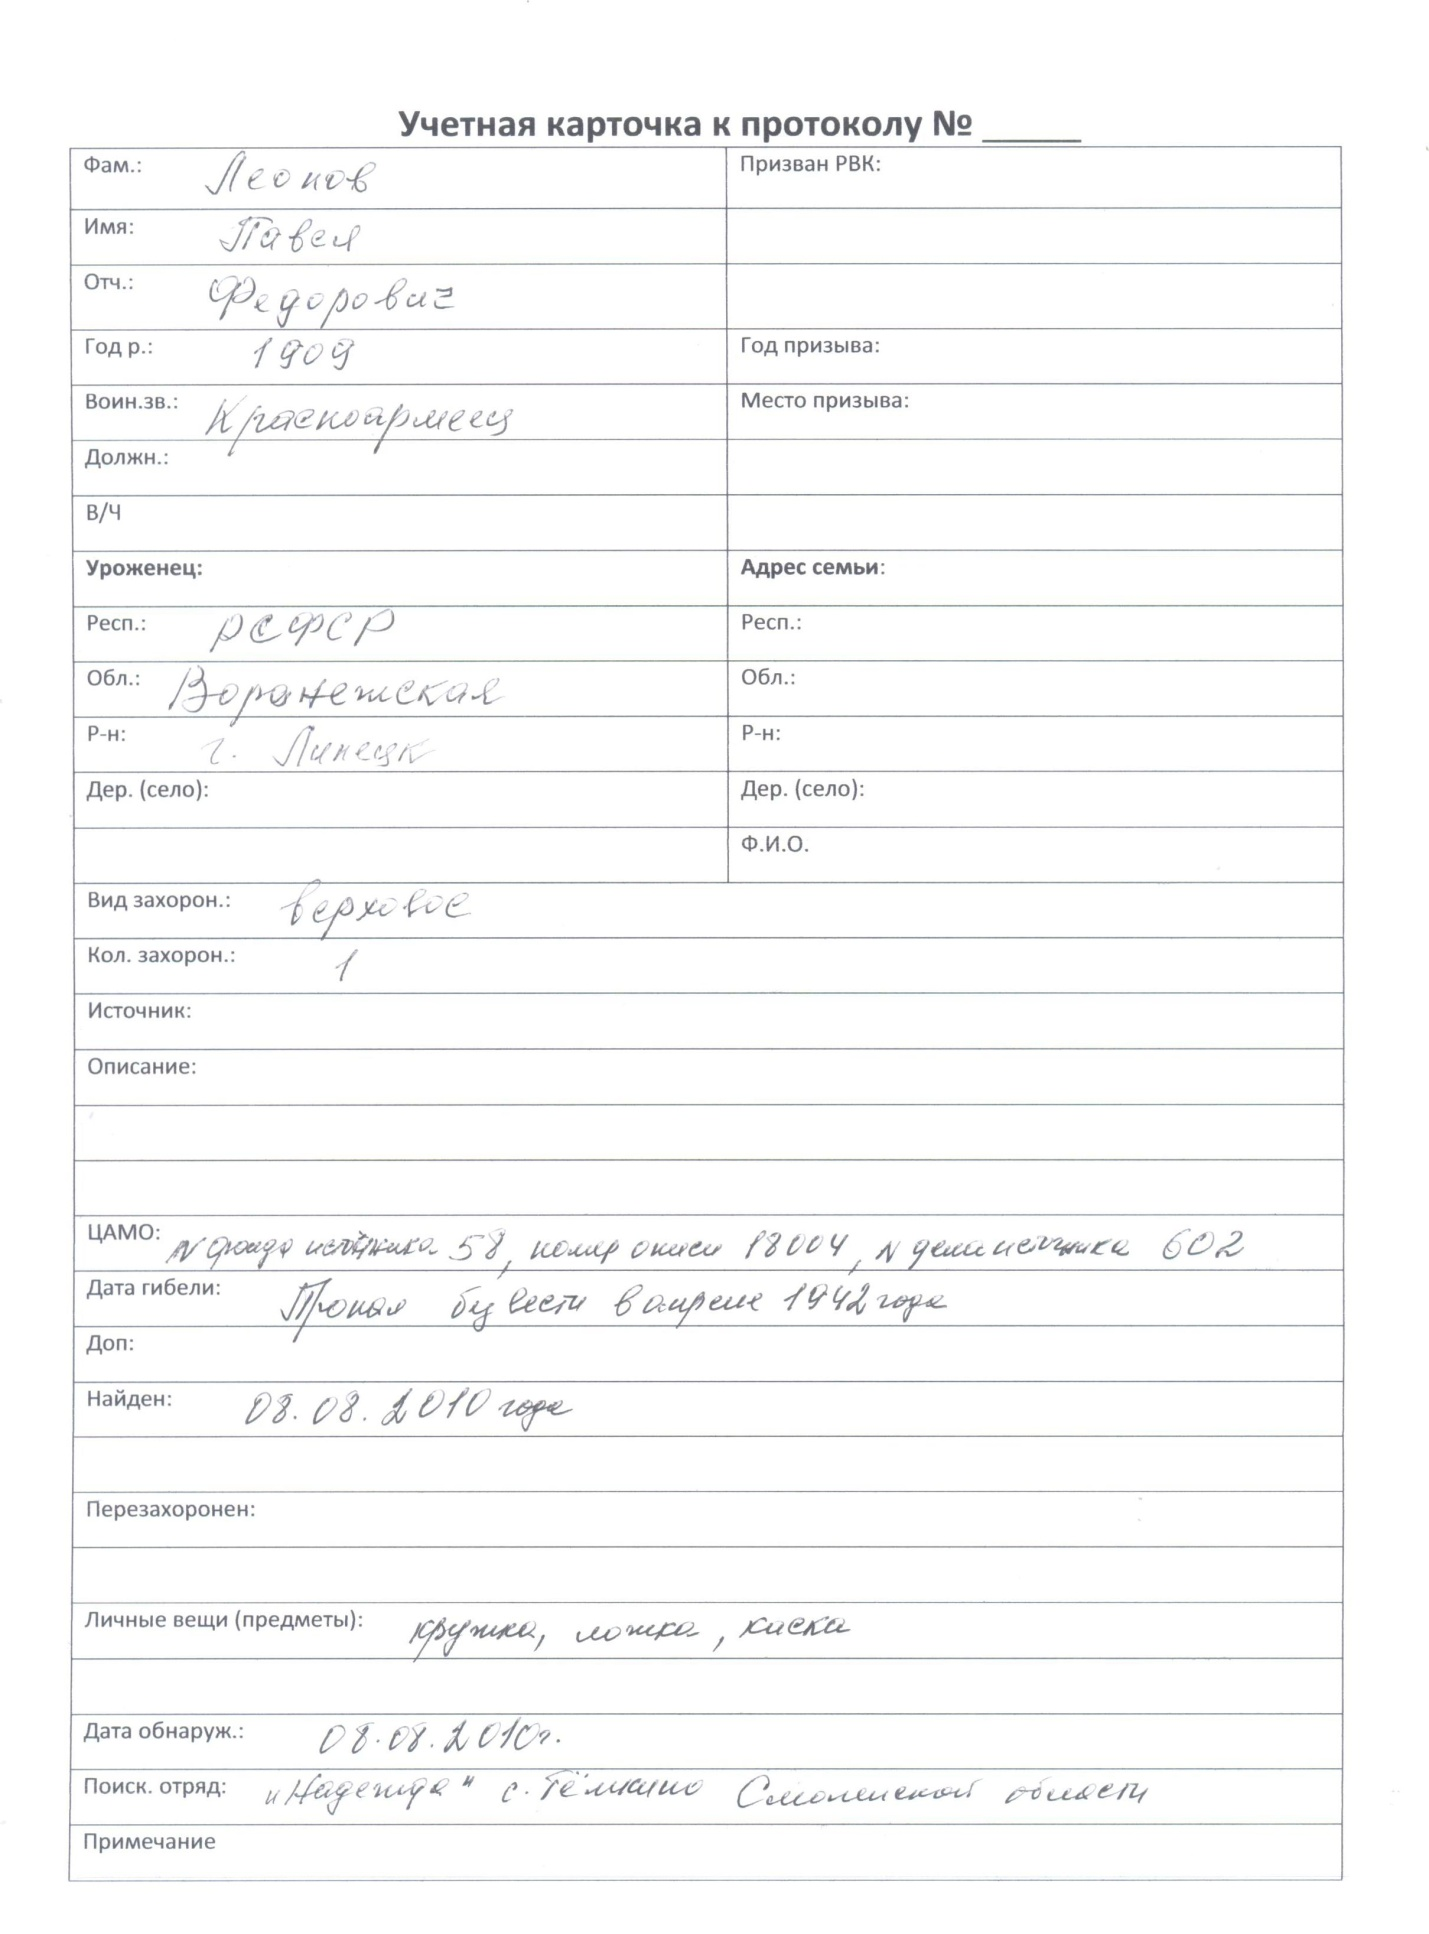 Учетная карточка к протоколу № _____
Фам.: Леонов Призван РВК:
Имя: Павел
Отч.: Федорович
Год р.: 1909 Год призыва:
Воин.зв.: Красноармеец Место призыва:
Должн.:
В/Ч
Уроженец: Адрес семьи:
Респ.: РСФСР Респ.:
Обл.: Воронежская Обл.:
Р-н: г. Липецк Р-н:
Дер. (село): Дер. (село):
Ф.И.О.
Вид захорон.: верховое
Кол. захорон.: 1
Источник:
Описание:
ЦАМО: N фонда источника 58, номер описи 18004, N дела источника 602
Дата гибели: Пропал без вести в апреле 1942 года
Доп:
Найден: 08.08.2010 года
Перезахоронен:
Личные вещи (предметы): кружка, ложка, каска
Дата обнаруж.: 08.08.2010г.
Поиск. отряд: "Надежда" с. Тёмкино Смоленской области
Примечание